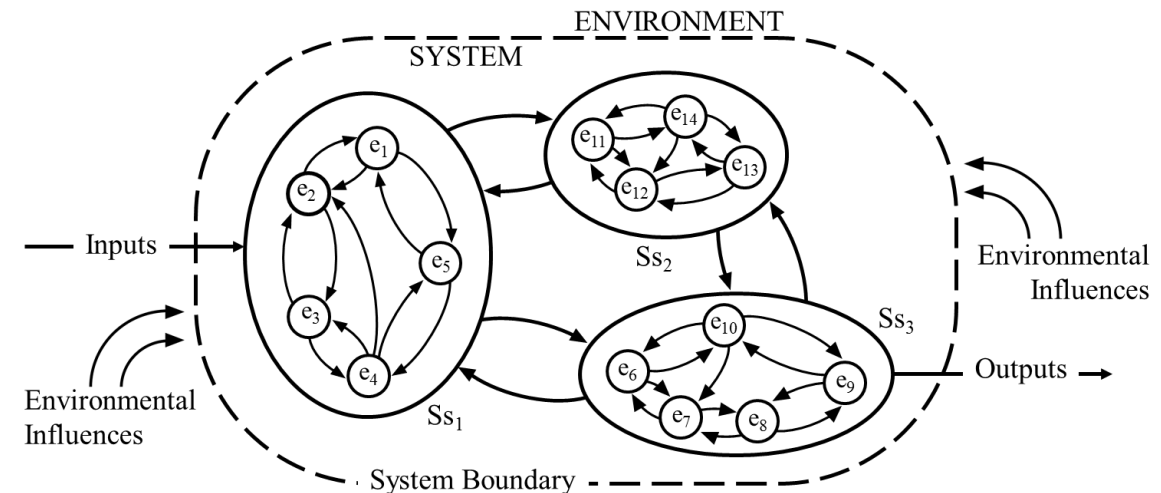 ENVIRONMENT
SYSTEM
e14
e11
e1
e13
e2
e12
Inputs
Ss2
e5
Environmental
Influences
e3
e10
Ss3
e4
e6
e9
Outputs
Environmental
Influences
Ss1
e7
e8
System Boundary